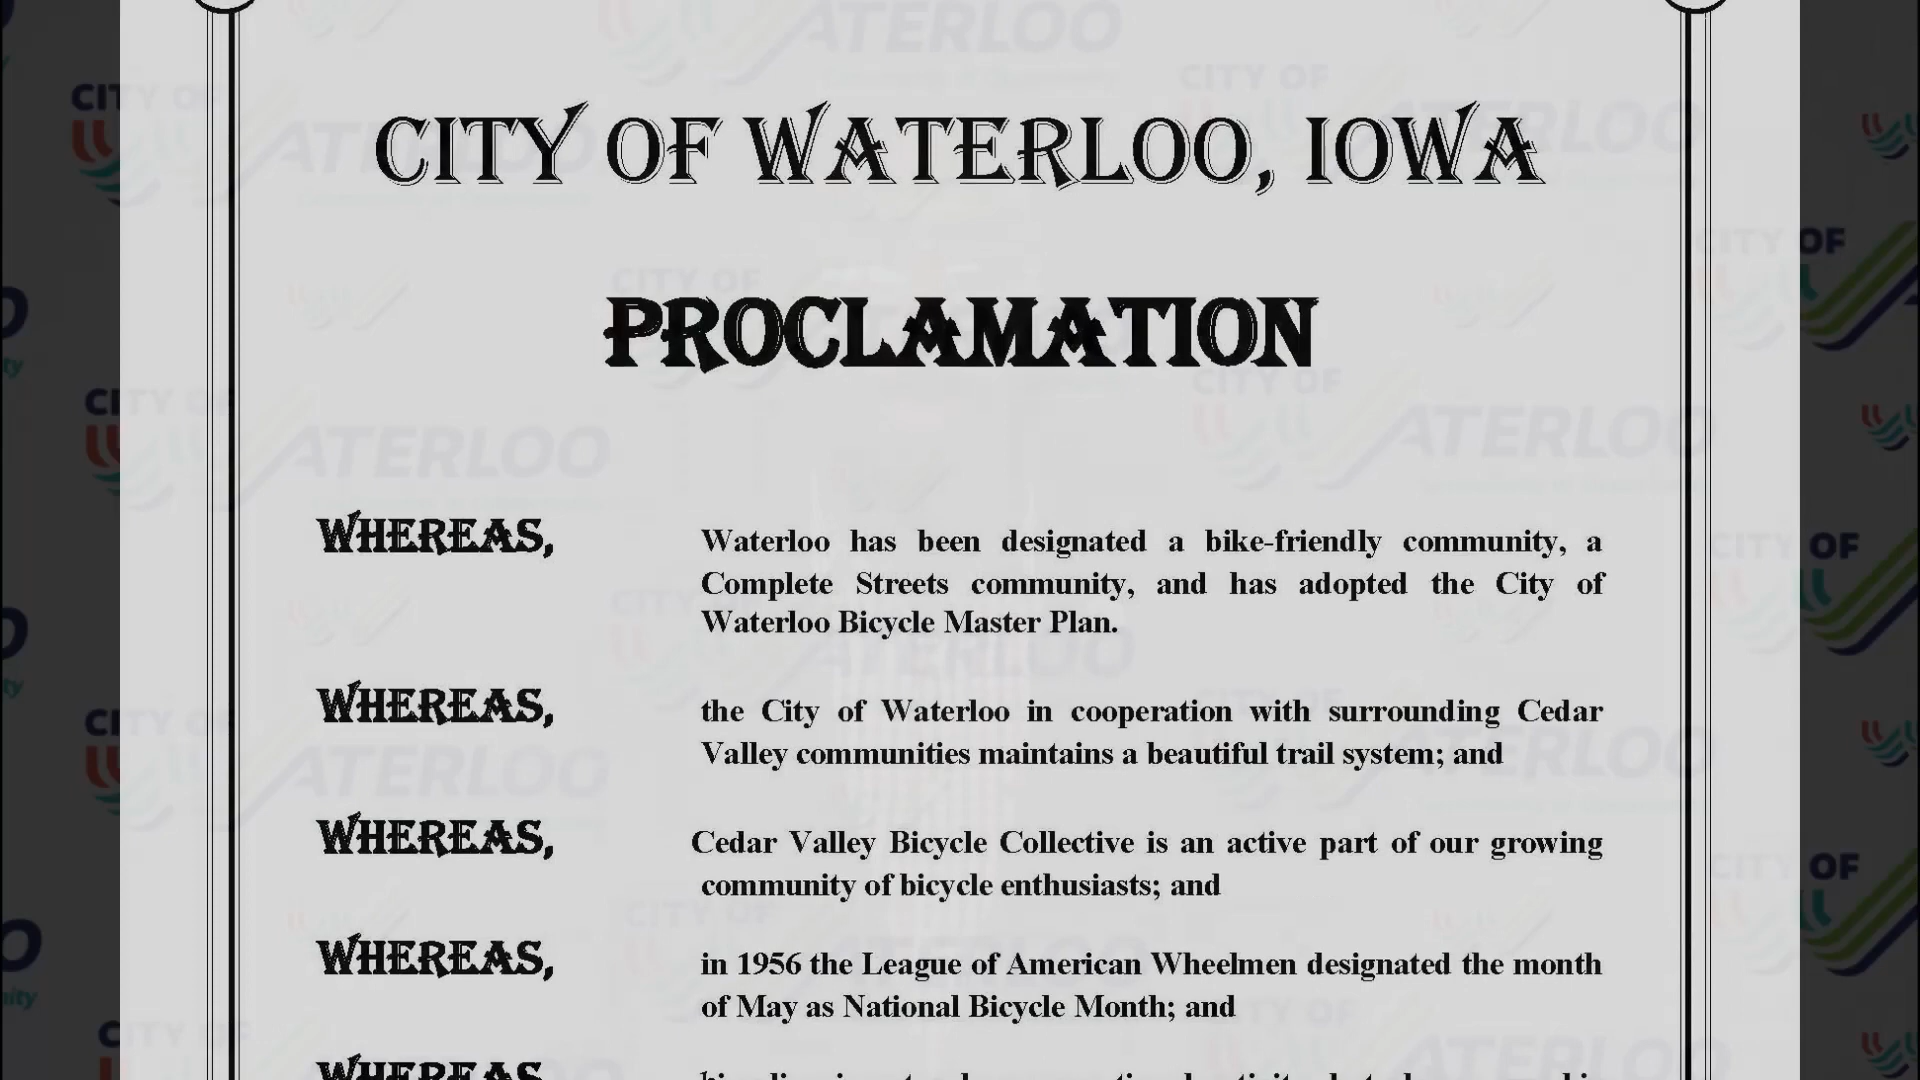 CITY OF WATERLOO, IOWA
PROCLAMATION
WHEREAS, Waterloo has been designated a bike-friendly community, a
Complete Streets community, and has adopted the City of
Waterloo Bicycle Master Plan.
WHEREAS, the City of Waterloo in cooperation with surrounding Cedar
Valley communities maintains a beautiful trail system; and
WHEREAS, Cedar Valley Bicycle Collective is an active part of our growing
community of bicycle enthusiasts; and
WHEREAS, in 1956 the League of American Wheelmen designated the month
of May as National Bicycle Month; and
WHEREAS,